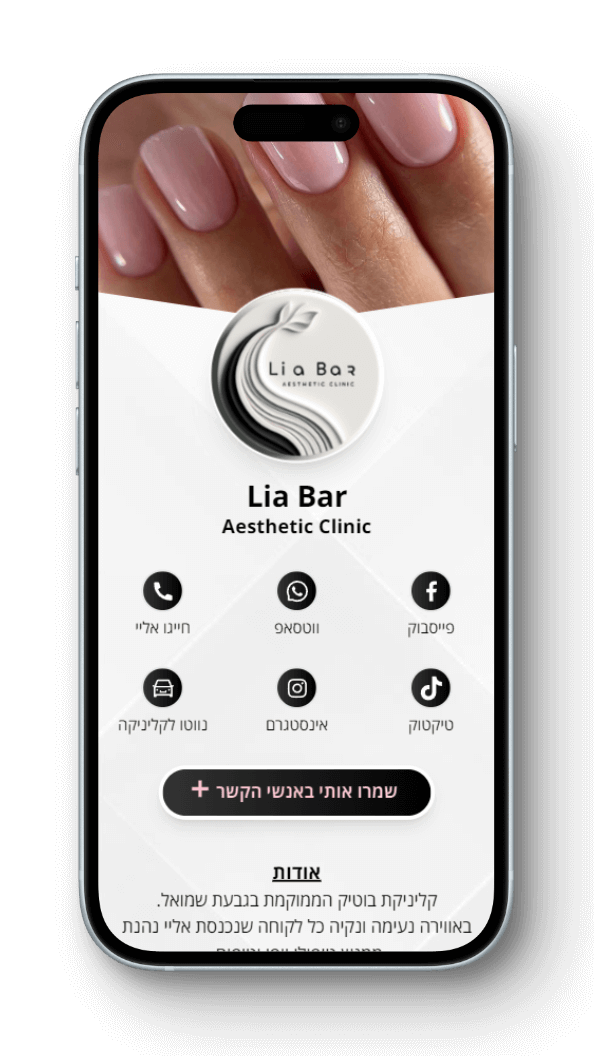 Lia Bar
AESTHETIC CLINIC
Lia Bar
Aesthetic Clinic
פייסבוק
ווטסאפ
חייגו אליי
טיקטוק
אינסטגרם
נווטו לקליניקה
שמרו אותי באנשי הקשר +
אודות
קליניקת בוטיק הממוקמת בגבעת שמואל.
באווירה נעימה ונקיה כל לקוחה שנכנסת אליי נהנת